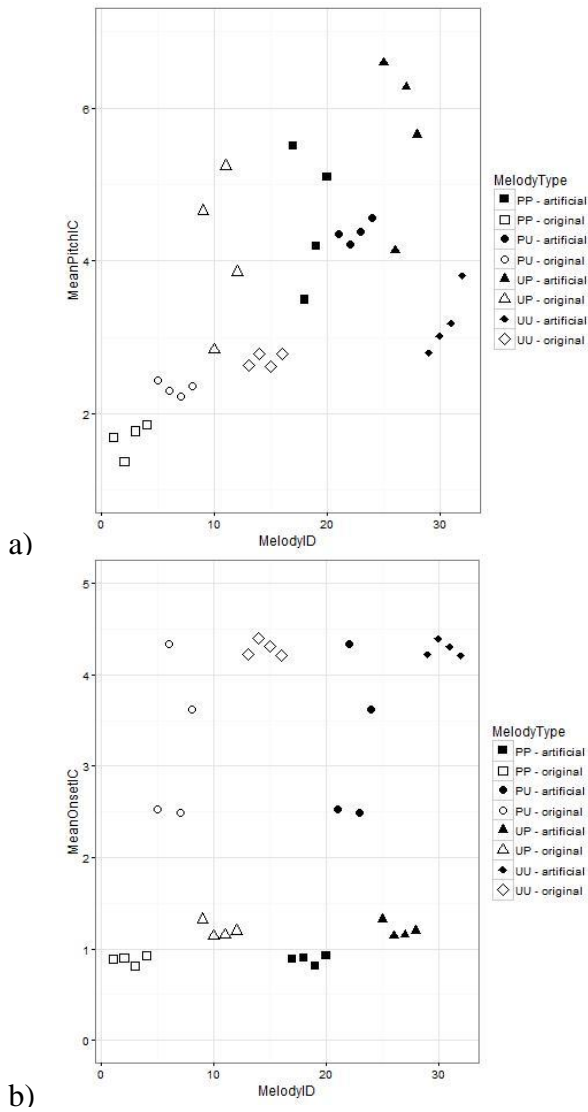 6
4
2
MeanPitchIC
0 10 20 30
MelodyID
MelodyType
PP - artificial
PP - original
PU - artificial
PU - original
UP - artificial
UP - original
UU - artificial
UU - original
a)
5
4
3
2
1
0
MeanOnsetIC
0 10 20 30
MelodyID
MelodyType
PP - artificial
PP - original
PU - artificial
PU - original
UP - artificial
UP - original
UU - artificial
UU - original
b)